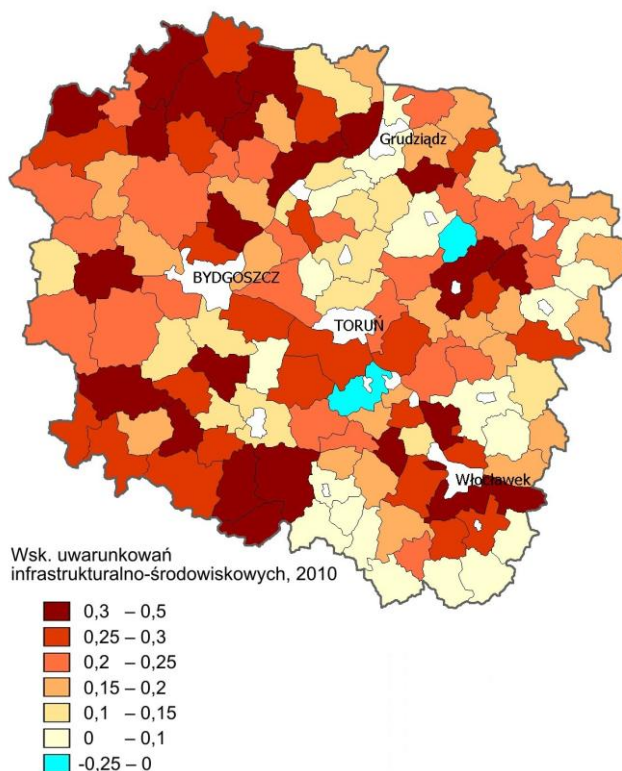 Grudziądz
BYDGOSZCZ
TORUŃ
Włocławek
Wsk. uwarunkowań
infrastrukturalno-środowiskowych, 2010
0,3 – 0,5
0,25 – 0,3
0,2 – 0,25
0,15 – 0,2
0,1 – 0,15
0 – 0,1
-0,25 – 0